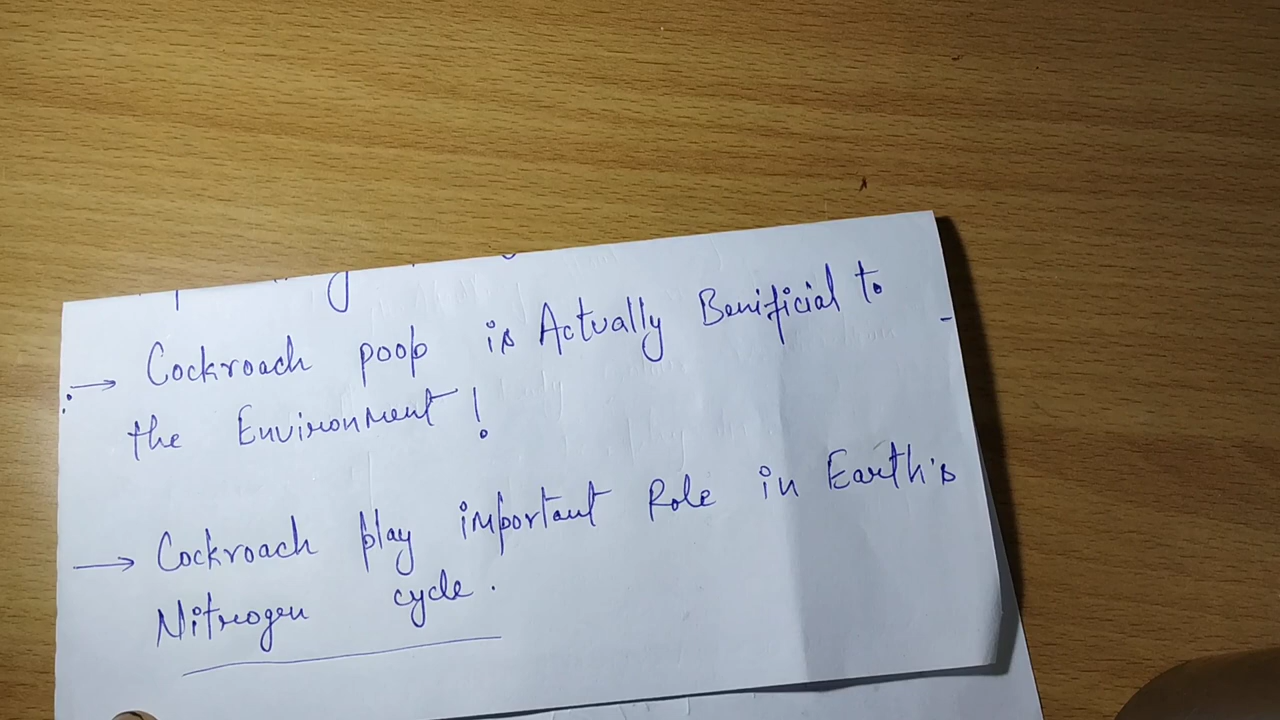 → Cockroach poop is Actually Benificial to
the Environment!
→ Cockroach play important Role in Earth's
Nitrogen cycle.